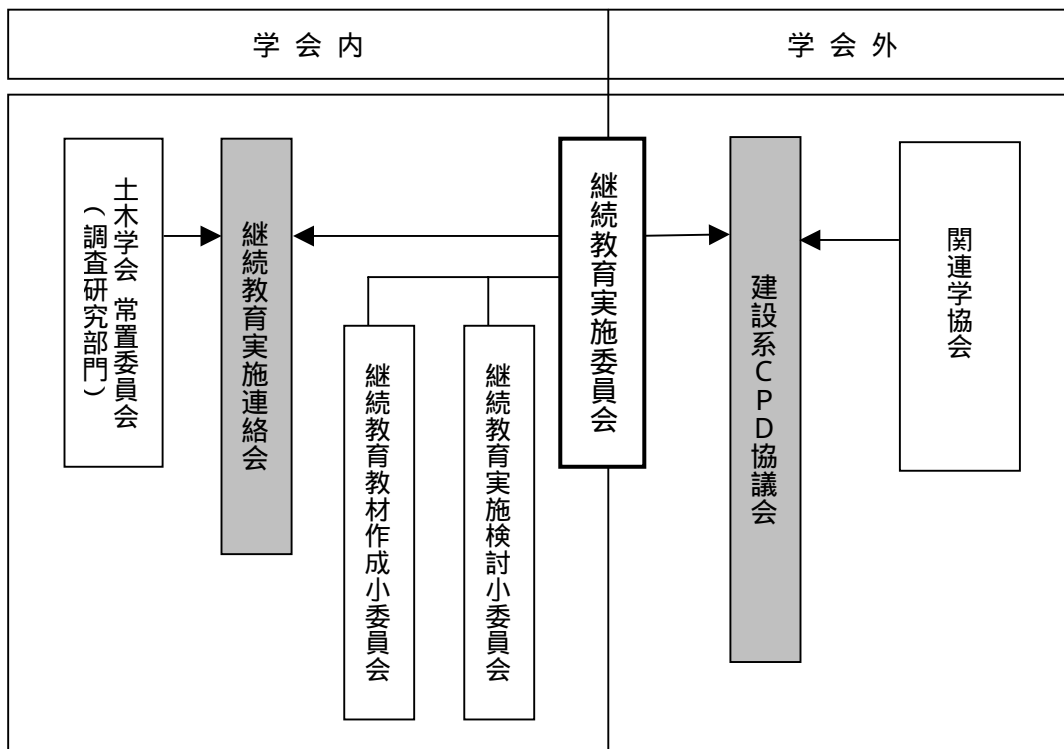 学会内
学会外
土木学会 常置委員会
(調査研究部門)
継続教育実施連絡会
継続教育教材作成小委員会
継続教育実施検討小委員会
継続教育実施委員会
建設系CPD協議会
関連学協会